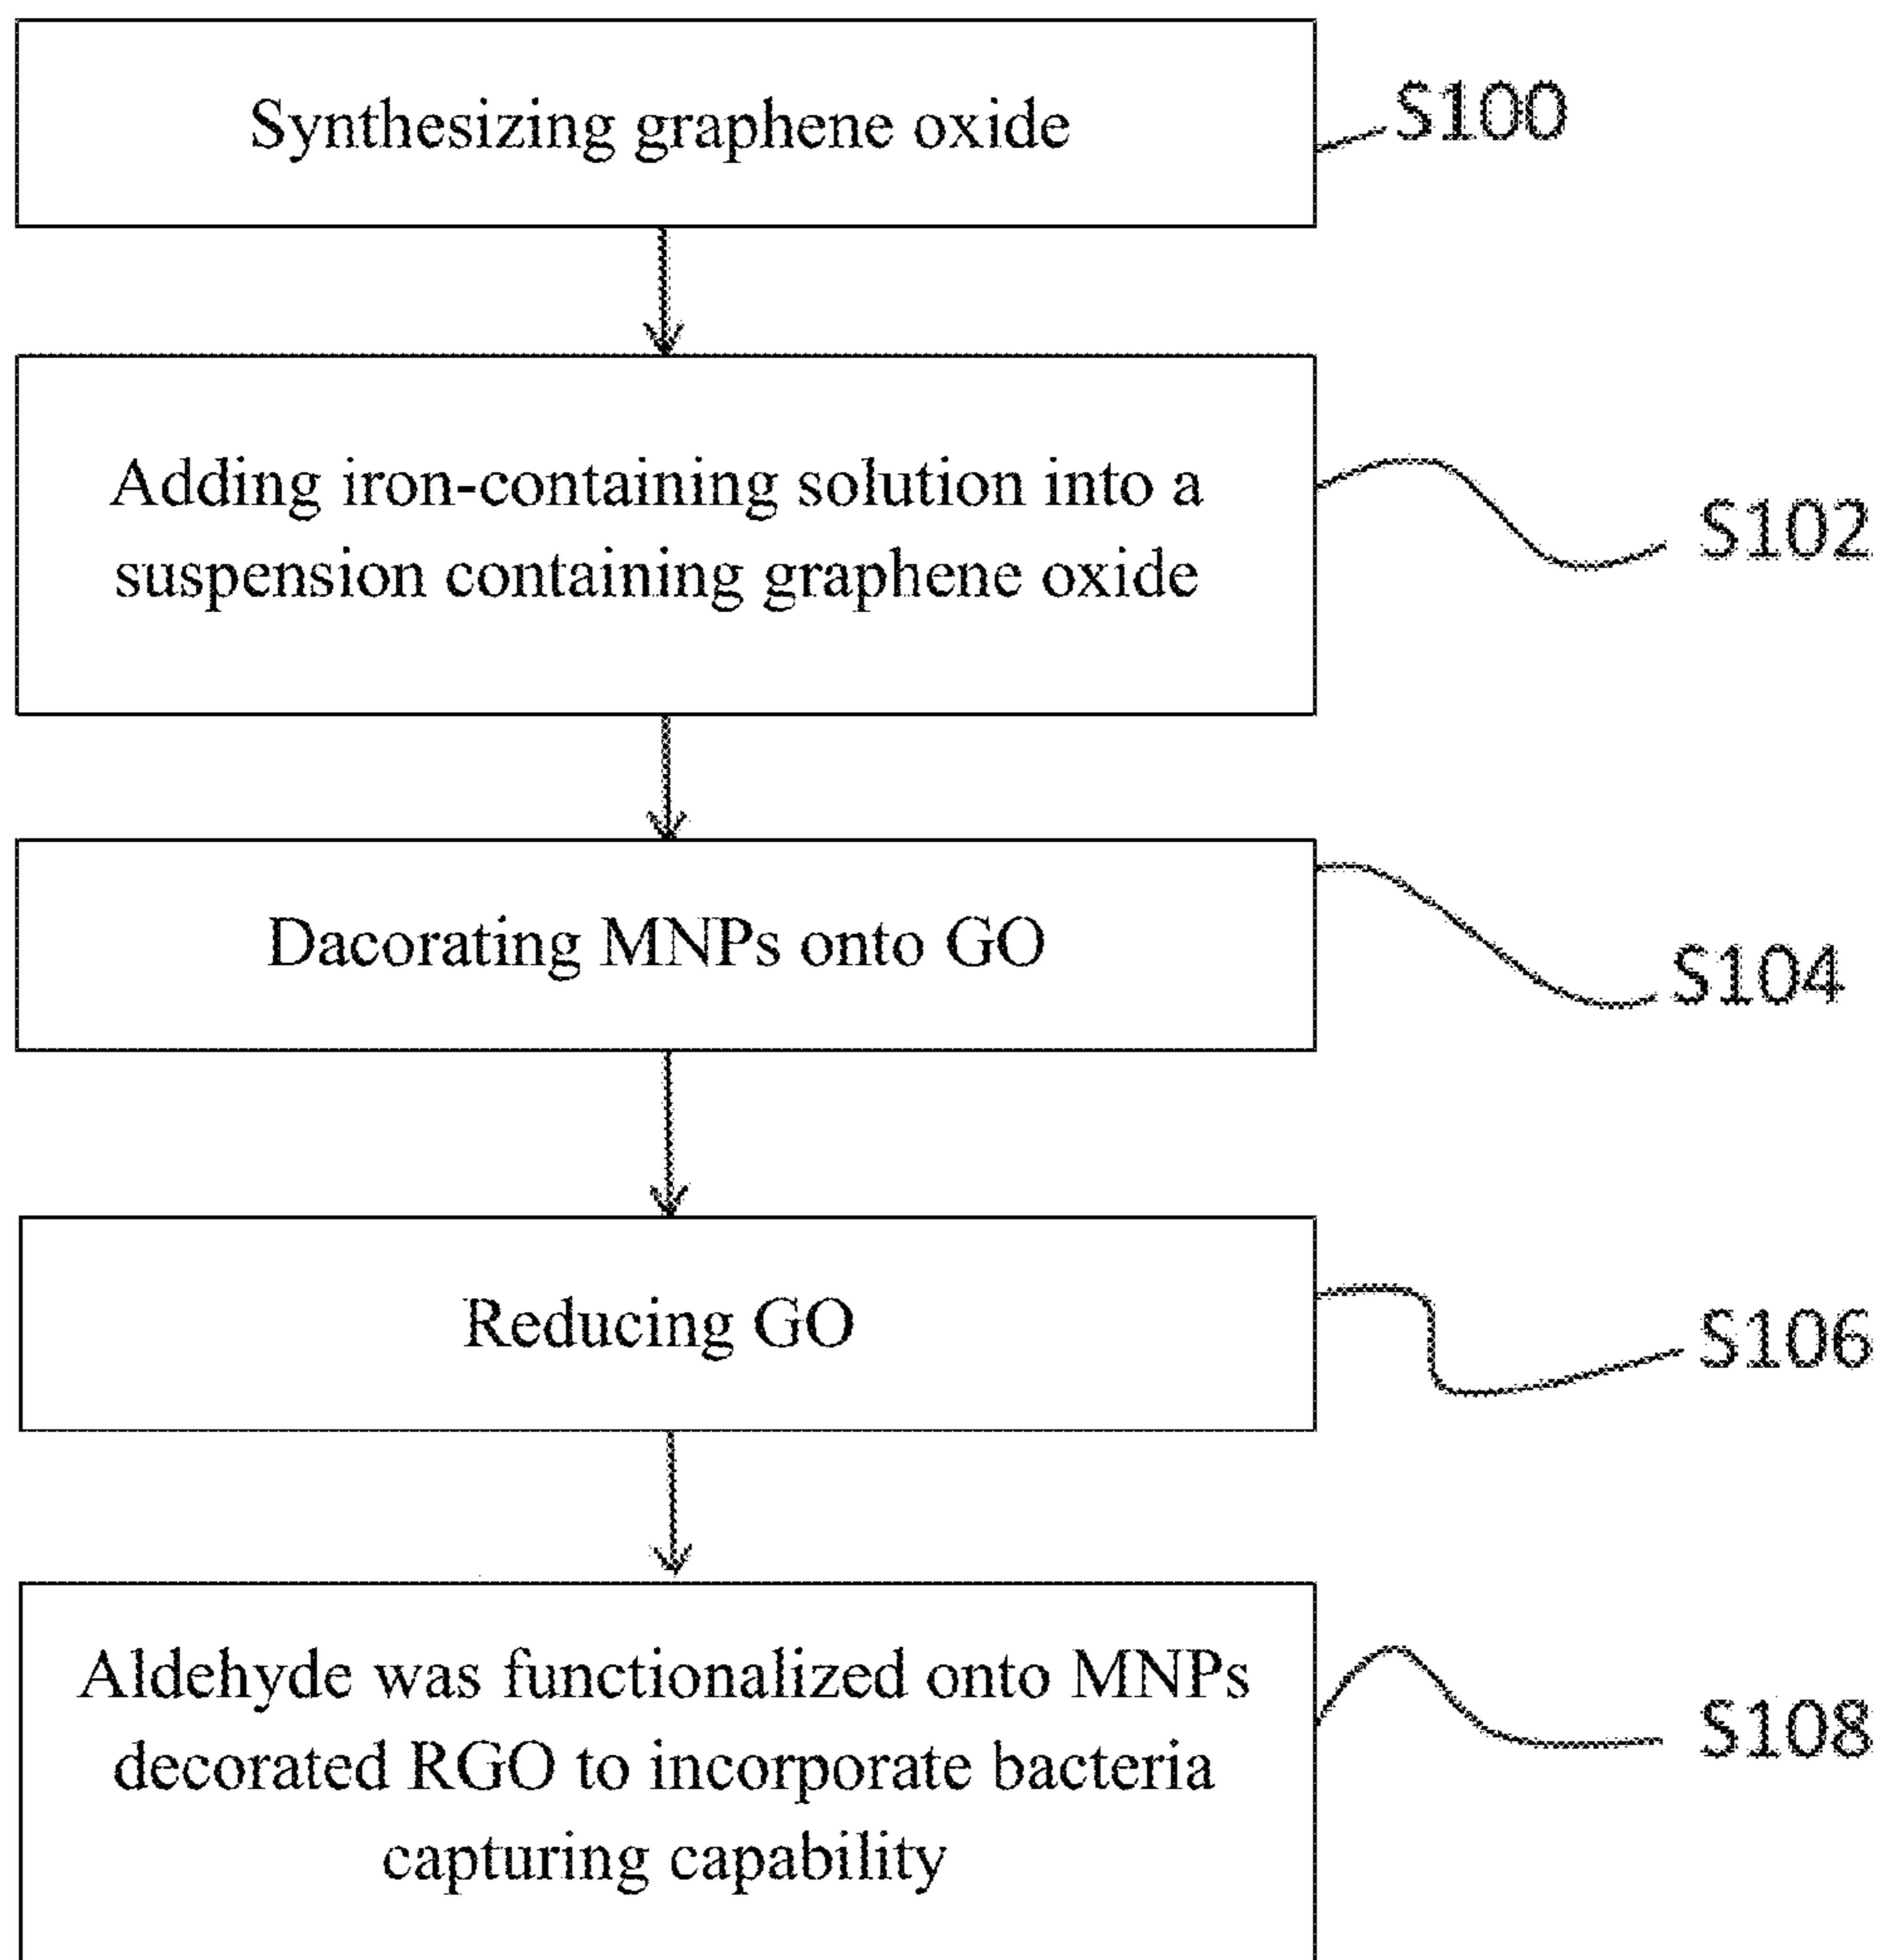 Synthesizing graphene oxide
S100
Adding iron-containing solution into a
suspension containing graphene oxide
S102
Dacorating MNPs onto GO
S104
Reducing GO
S106
Aldehyde was functionalized onto MNPs
decorated RGO to incorporate bacteria
capturing capability
S108